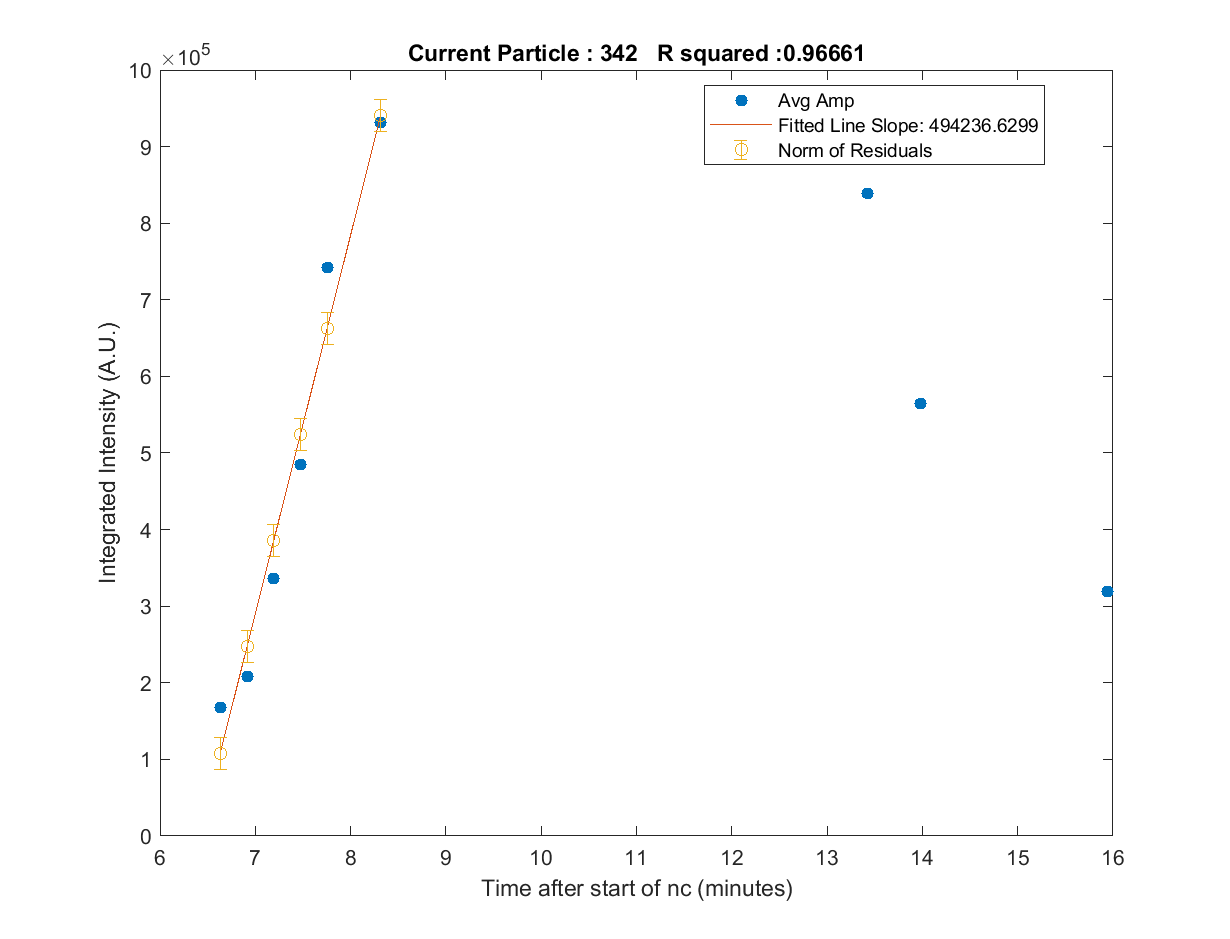 Current Particle : 342   R squared :0.96661
×10^5
10
9
8
7
6
5
4
3
2
1
0
Integrated Intensity (A.U.)
Avg Amp
Fitted Line Slope: 494236.6299
Norm of Residuals
6 7 8 9 10 11 12 13 14 15 16
Time after start of nc (minutes)